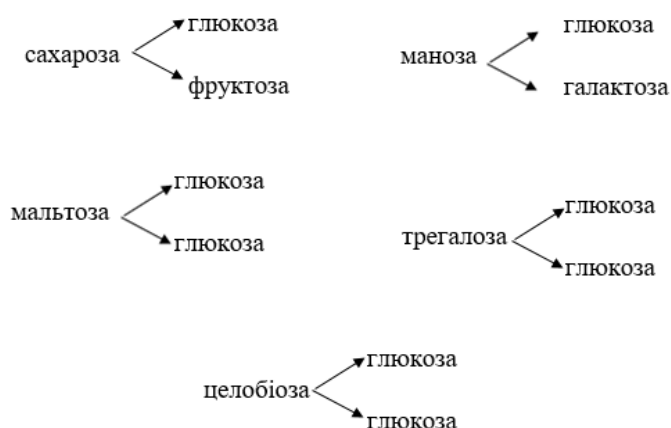 глюкоза
сахароза
фруктоза
глюкоза
маноза
галактоза
глюкоза
мальтоза
глюкоза
глюкоза
трегалоза
глюкоза
глюкоза
целобіоза
глюкоза